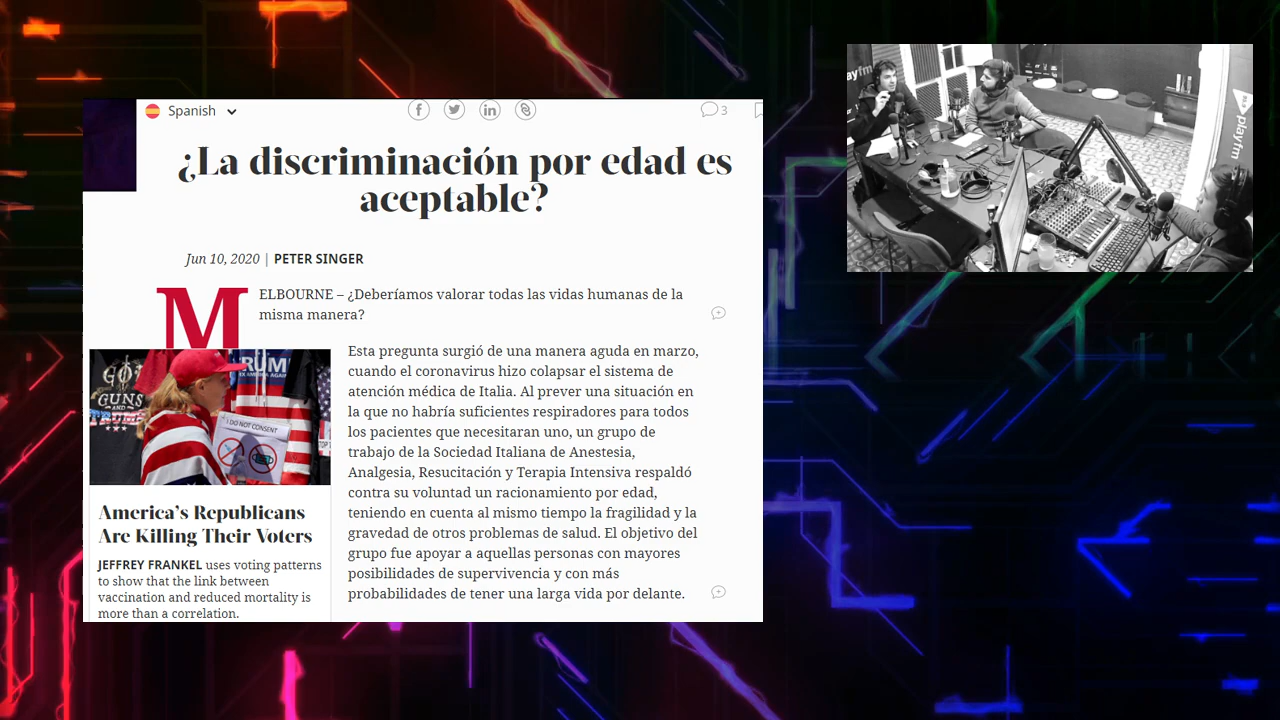 Spanish
3
¿La discriminación por edad es
aceptable?
Jun 10, 2020 | PETER SINGER
MELBOURNE – ¿Deberíamos valorar todas las vidas humanas de la
misma manera?
Esta pregunta surgió de una manera aguda en marzo,
cuando el coronavirus hizo colapsar el sistema de
atención médica de Italia. Al prever una situación en
la que no habría suficientes respiradores para todos
los pacientes que necesitaran uno, un grupo de
trabajo de la Sociedad Italiana de Anestesia,
Analgesia, Resucitación y Terapia Intensiva respaldó
contra su voluntad un racionamiento por edad,
teniendo en cuenta al mismo tiempo la fragilidad y la
gravedad de otros problemas de salud. El objetivo del
grupo fue apoyar a aquellas personas con mayores
posibilidades de supervivencia y con más
probabilidades de tener una larga vida por delante.
GOD
GUNS
AND
TRUMP
TRUM
I DO NOT CONSENT
America's Republicans
Are Killing Their Voters
JEFFREY FRANKEL uses voting patterns
to show that the link between
vaccination and reduced mortality is
more than a correlation.
playfm
playfm